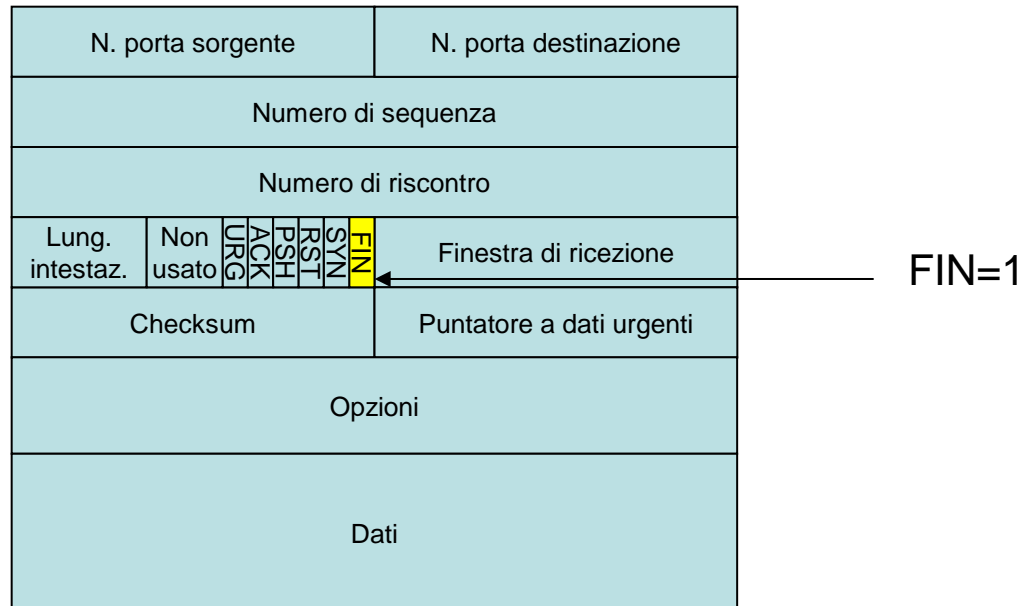 N. porta sorgente
N. porta destinazione
Numero di sequenza
Numero di riscontro
Lung.
intestaz.
Non
usato
URG
ACK
PSH
RST
SYN
FIN
Finestra di ricezione
FIN=1
Checksum
Puntatore a dati urgenti
Opzioni
Dati